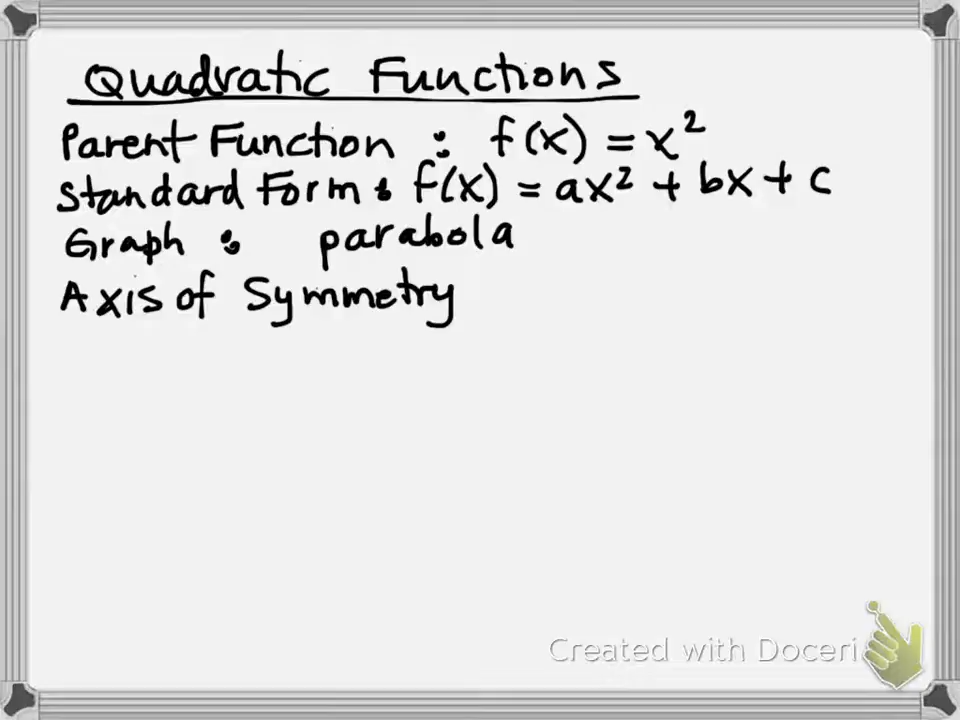 Quadratic Functions
Parent Function : f(x) = x²
Standard Form : f(x) = ax² + bx + c
Graph : parabola
Axis of Symmetry
Created with Doceri